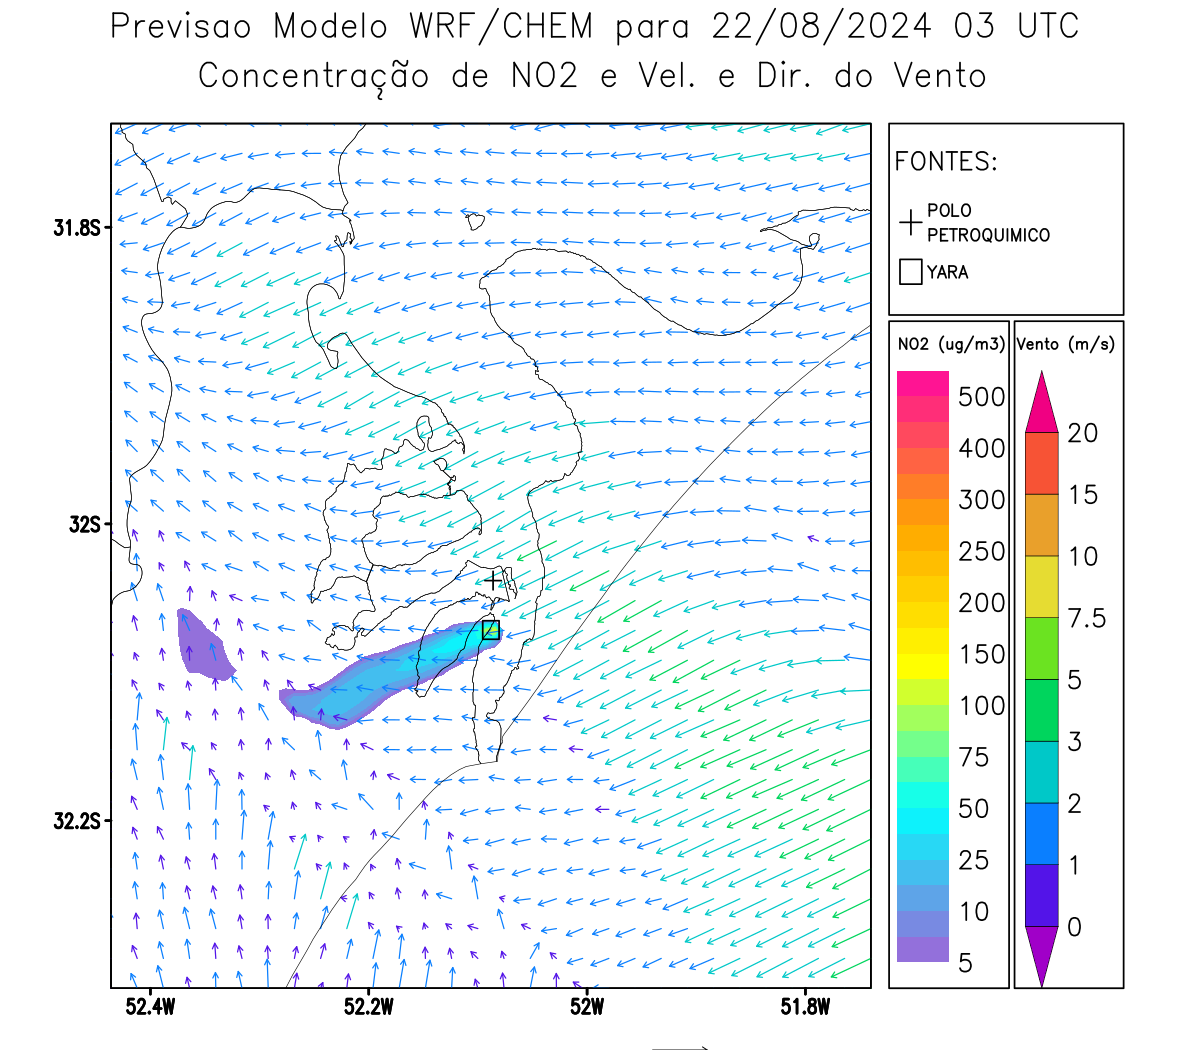 Previsao Modelo WRF/CHEM para 22/08/2024 03 UTC
Concentração de NO2 e Vel. e Dir. do Vento
FONTES:
POLO
PETROQUIMICO
YARA
NO2 (ug/m3)
500
400
300
250
200
150
100
75
50
25
10
5
Vento (m/s)
20
15
10
7.5
5
3
2
1
0
31.8S
32S
32.2S
52.4W
52.2W
52W
51.8W